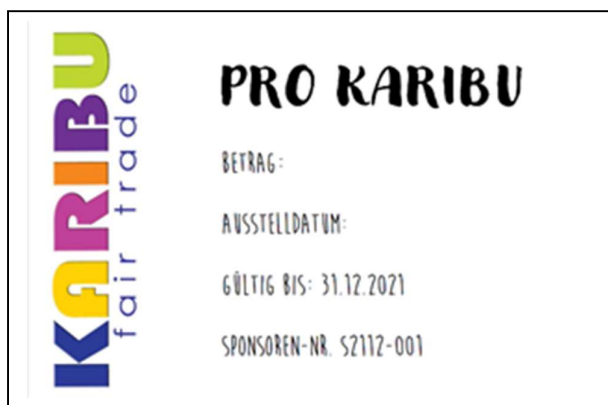 KARIBU
fair trade
PRO KARIBU
BETRAG:
AUSSTELLDATUM:
GÜLTIG BIS: 31.12.2021
SPONSOREN-NR. S2112-001